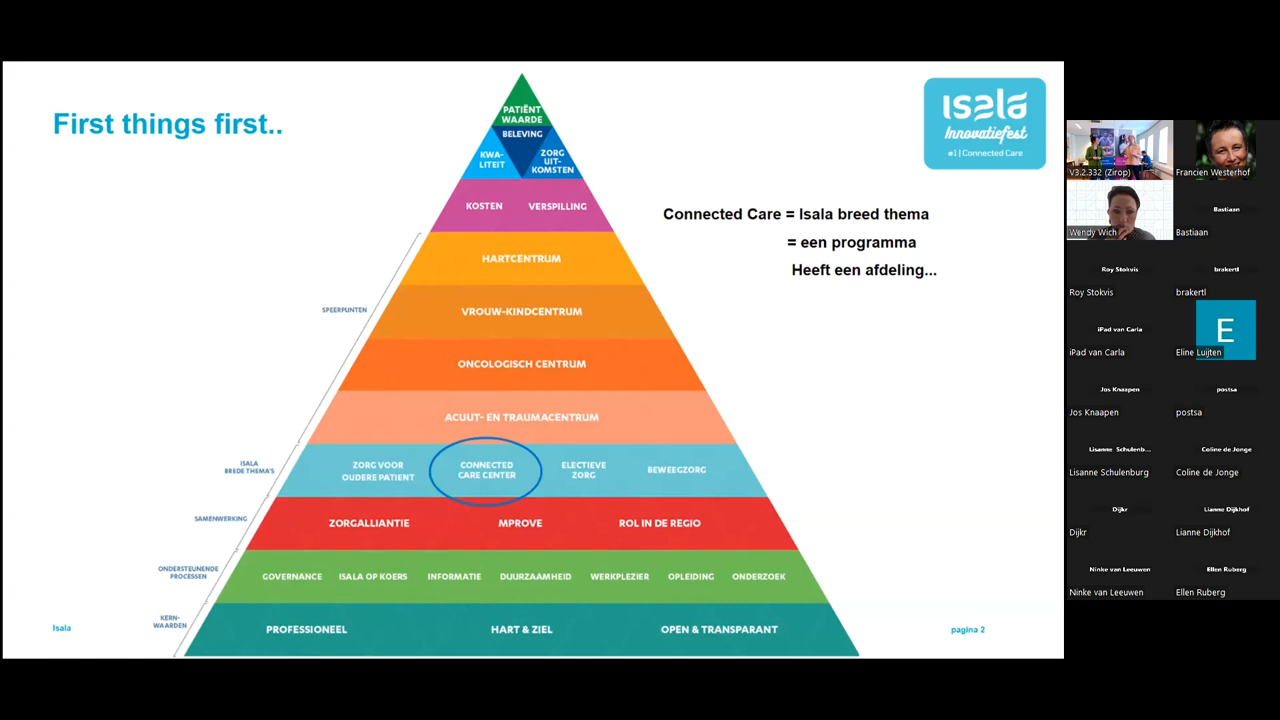 First things first..
PATIËNT
WAARDE
BELEVING
KWA-
LITEIT
ZORG
UIT-
KOMSTEN
KOSTEN
VERSPILLING
HARTCENTRUM
SPEERPUNTEN
VROUW-KINDCENTRUM
ONCOLOGISCH CENTRUM
ACUUT- EN TRAUMACENTRUM
ISALA
BREDE THEMA'S
ZORG VOOR
OUDERE PATIENT
CONNECTED
CARE CENTER
ELECTIEVE
ZORG
BEWEEGZORG
SAMENWERKING
ZORGALLIANTIE
MPROVE
ROL IN DE REGIO
ONDERSTEUNENDE
PROCESSEN
GOVERNANCE
ISALA OP KOERS
INFORMATIE
DUURZAAMHEID
WERKPLEZIER
OPLEIDING
ONDERZOEK
KERN-
WAARDEN
PROFESSIONEEL
HART & ZIEL
OPEN & TRANSPARANT
Isala
pagina 2
Isala
Innovatiefest
#1 | Connected Care
Connected Care = Isala breed thema
= een programma
Heeft een afdeling...
V3.2.332 (Zirop)
Francien Westerhof
Wendy Wich
Bastiaan
Bastiaan
Roy Stokvis
Roy Stokvis
brakertl
brakertl
iPad van Carla
iPad van Carla
E
Eline Luijten
Jos Knaapen
Jos Knaapen
postsa
postsa
Lisanne Schulenb...
Lisanne Schulenburg
Coline de Jonge
Coline de Jonge
Dijkr
Dijkr
Lianne Dijkhof
Lianne Dijkhof
Ninke van Leeuwen
Ninke van Leeuwen
Ellen Ruberg
Ellen Ruberg